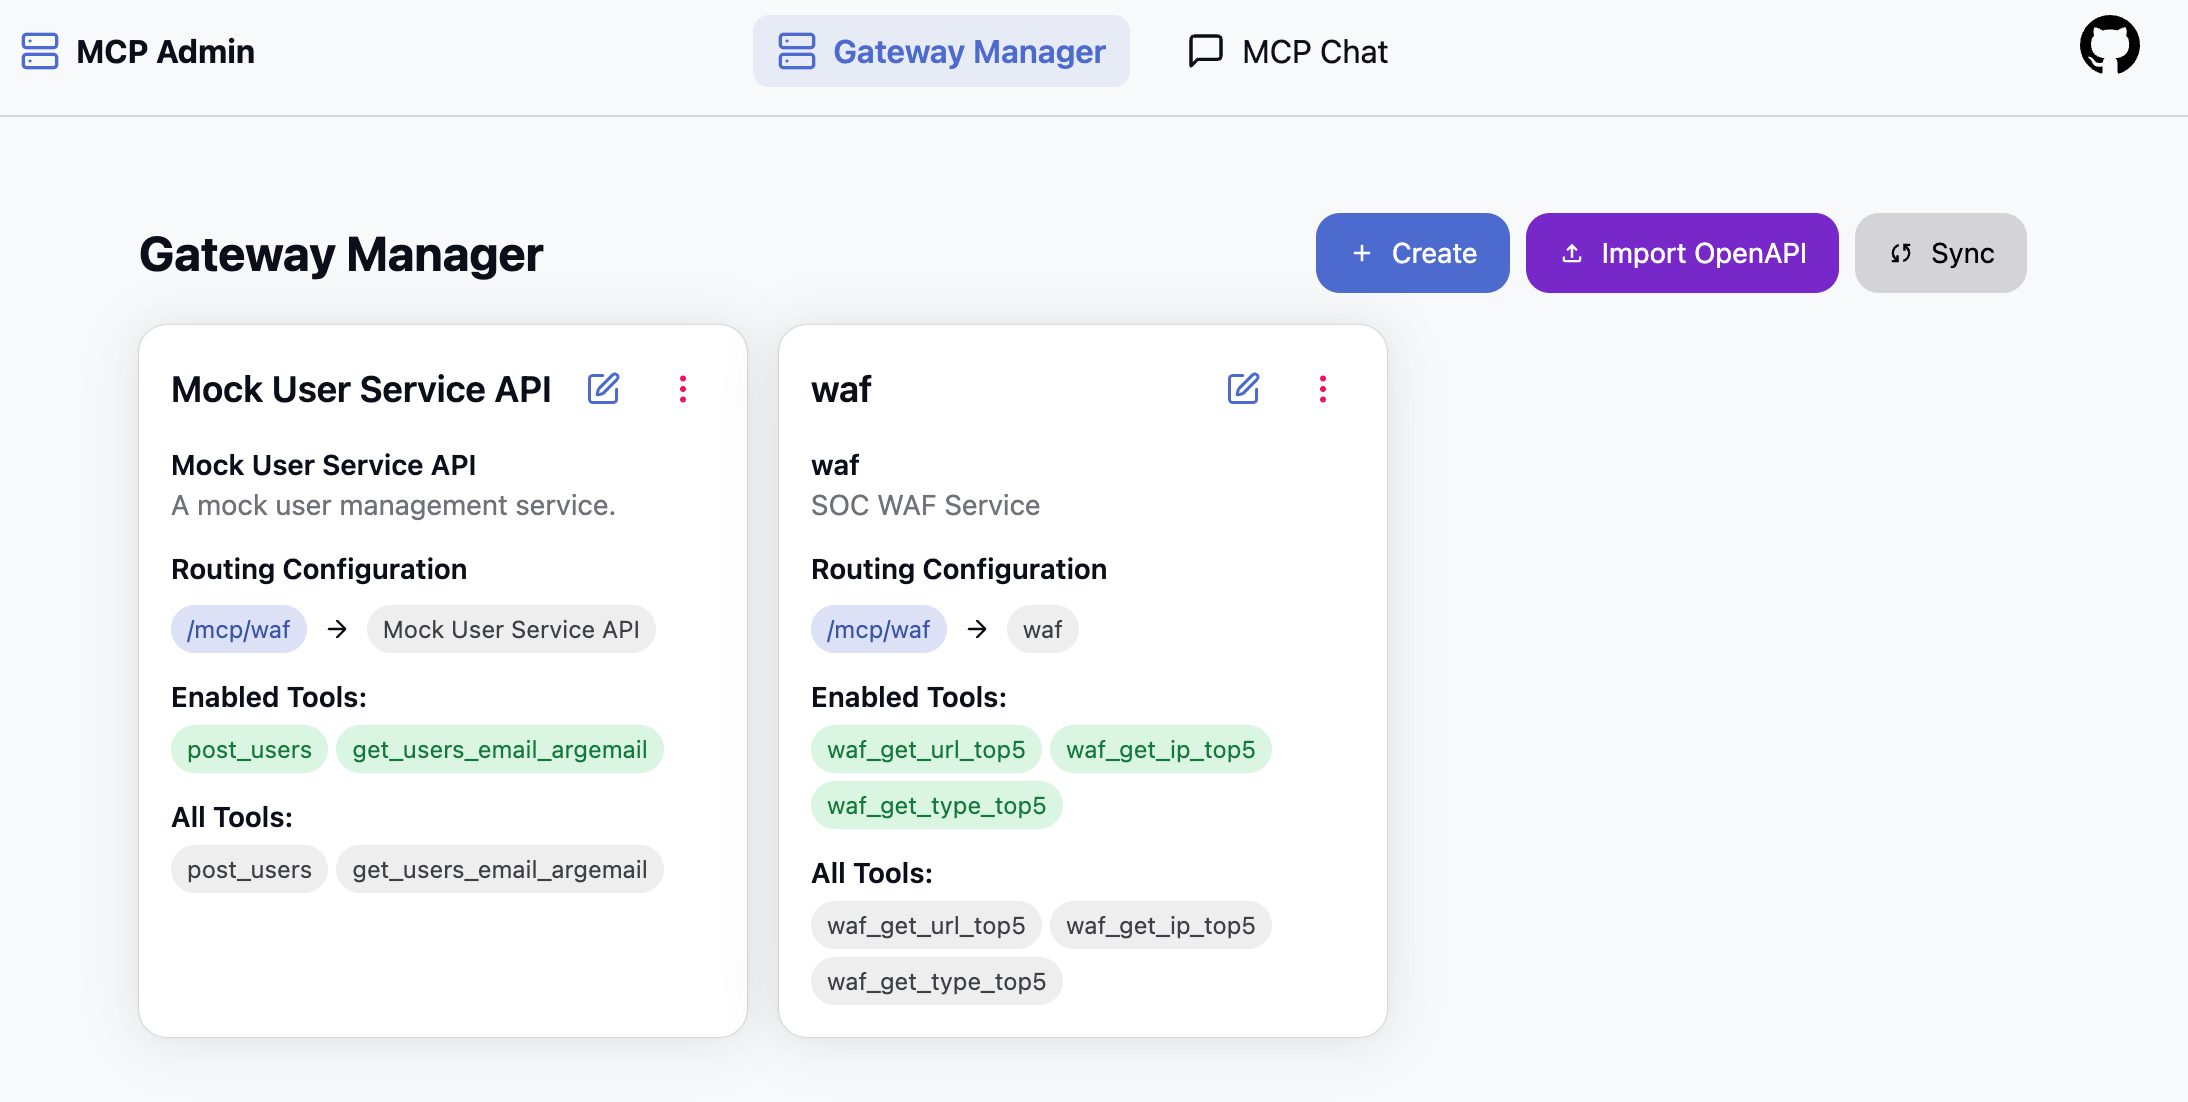 MCP Admin
Gateway Manager
MCP Chat
Gateway Manager
Create
Import OpenAPI
Sync
Mock User Service API
Mock User Service API
A mock user management service.
Routing Configuration
/mcp/waf → Mock User Service API
Enabled Tools:
post_users get_users_email_argemail
All Tools:
post_users get_users_email_argemail
waf
waf
SOC WAF Service
Routing Configuration
/mcp/waf → waf
Enabled Tools:
waf_get_url_top5 waf_get_ip_top5
waf_get_type_top5
All Tools:
waf_get_url_top5 waf_get_ip_top5
waf_get_type_top5